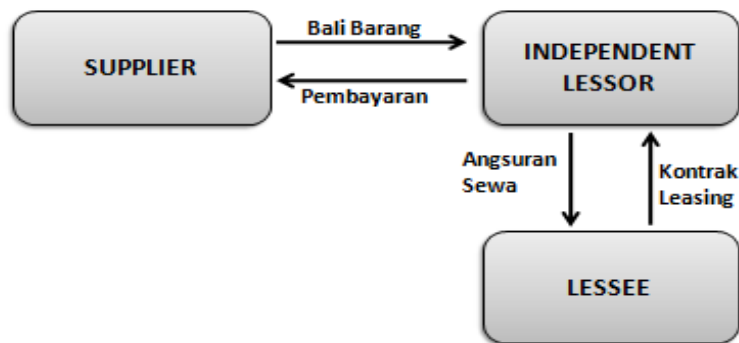 Bali Barang
SUPPLIER
INDEPENDENT
LESSOR
Pembayaran
Angsuran
Sewa
Kontrak
Leasing
LESSEE